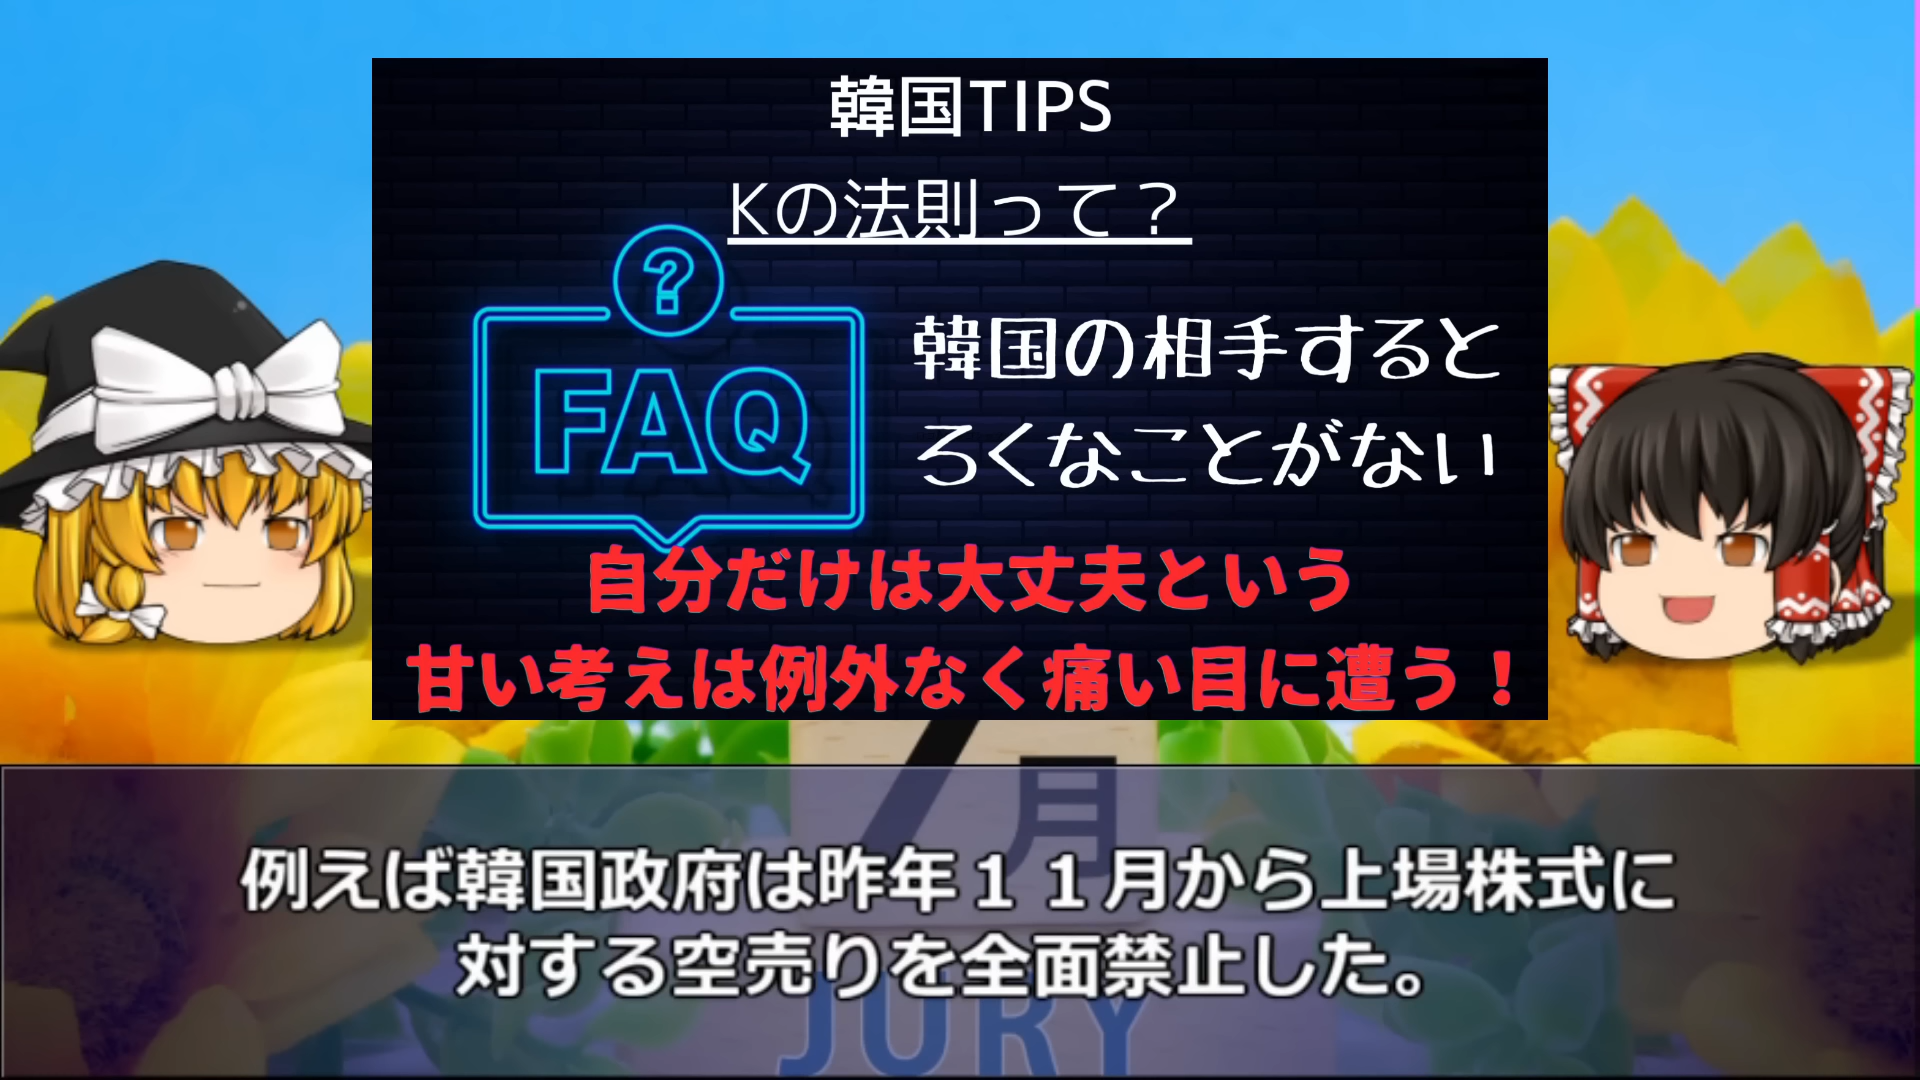 韓国TIPS
Kの法則って？
?
FAQ
韓国の相手すると
ろくなことがない
自分だけは大丈夫という
甘い考えは例外なく痛い目に遭う！
7月
例えば韓国政府は昨年１１月から上場株式に
対する空売りを全面禁止した。
JURY